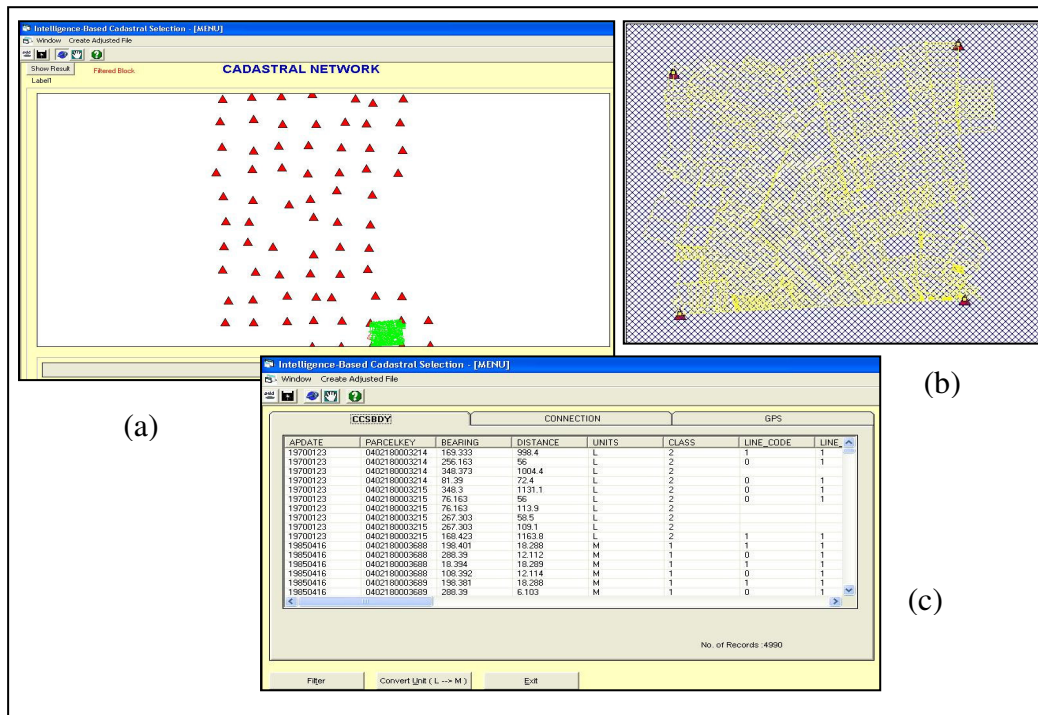 Intelligence-Based Cadastral Selection - [MENU]
Window Create Adjusted File
Show Result Filtered Block CADASTRAL NETWORK
Label1
(a)
(b)
Intelligence-Based Cadastral Selection - [MENU]
Window Create Adjusted File
CCSBDY CONNECTION GPS
APDATE PARCELKEY BEARING DISTANCE UNITS CLASS LINE_CODE LINE_
19700123 0402180003214 169.333 998.4 L 2 1 1
19700123 0402180003214 256.163 56 L 2 0 1
19700123 0402180003214 348.373 1004.4 L 2
19700123 0402180003214 81.39 72.4 L 2 0 1
19700123 0402180003215 348.3 1131.1 L 2 0 1
19700123 0402180003215 76.163 56 L 2 0 1
19700123 0402180003215 76.163 113.9 L 2
19700123 0402180003215 267.303 58.5 L 2
19700123 0402180003215 267.303 109.1 L 2
19700123 0402180003215 168.423 1163.8 L 2 1 1
19850416 0402180003688 198.401 18.288 M 1 1 1
19850416 0402180003688 288.39 12.112 M 1 0 1
19850416 0402180003688 18.394 18.289 M 1 1 1
19850416 0402180003688 108.392 12.114 M 1 0 1
19850416 0402180003689 198.381 18.288 M 1 1 1
19850416 0402180003689 288.39 6.103 M 1 0 1
No. of Records :4990
Filter Convert Unit ( L --> M ) Exit
(c)